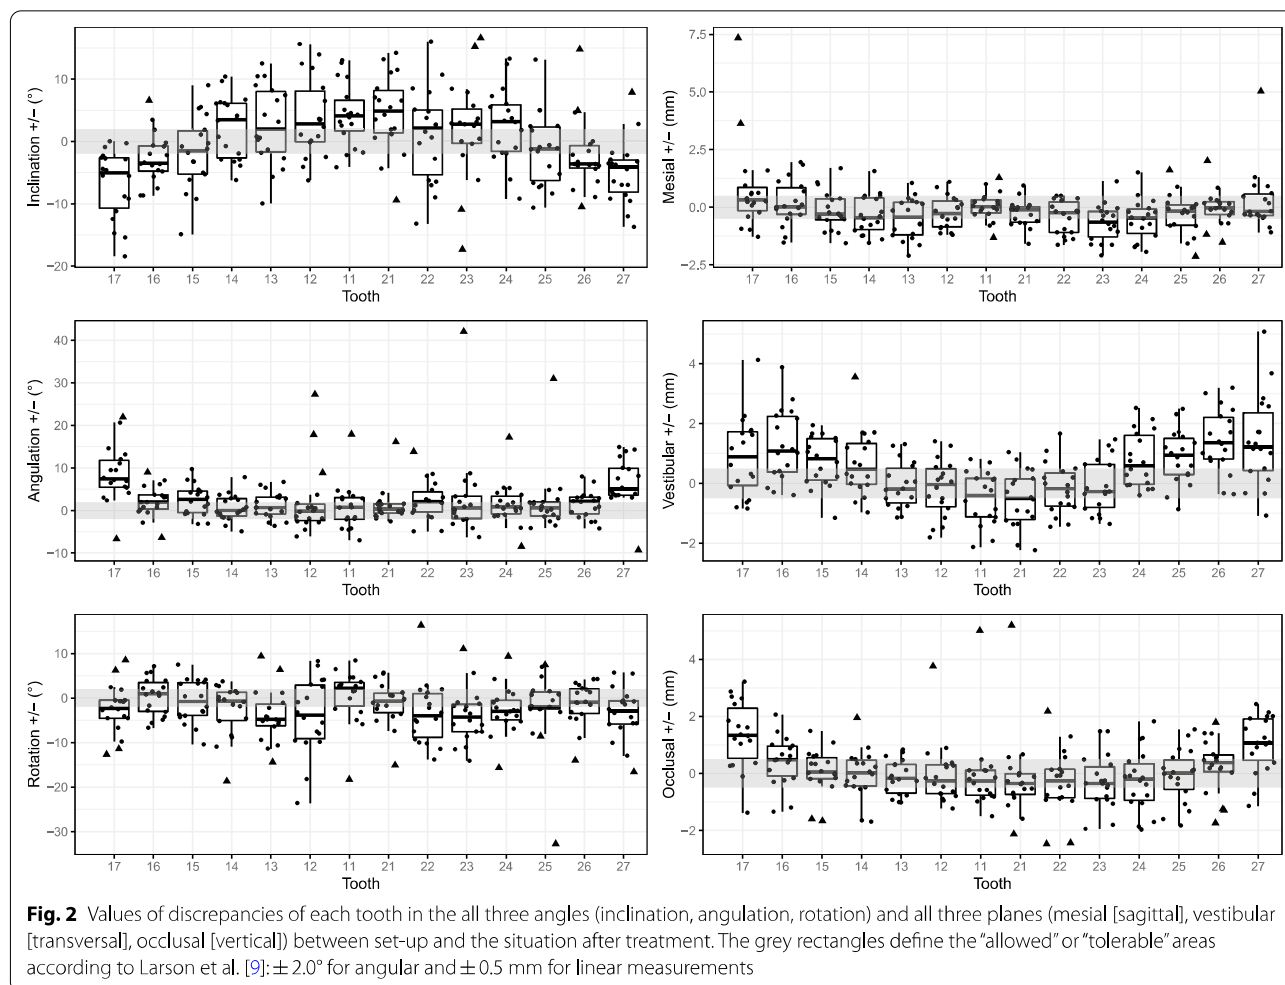 Inclination +/− (°)
10
0
−10
−20
17 16 15 14 13 12 11 21 22 23 24 25 26 27
Tooth
Mesial +/− (mm)
7.5
5.0
2.5
0.0
−2.5
17 16 15 14 13 12 11 21 22 23 24 25 26 27
Tooth
Angulation +/− (°)
40
30
20
10
0
−10
17 16 15 14 13 12 11 21 22 23 24 25 26 27
Tooth
Vestibular +/− (mm)
4
2
0
−2
17 16 15 14 13 12 11 21 22 23 24 25 26 27
Tooth
Rotation +/− (°)
10
0
−10
−20
−30
17 16 15 14 13 12 11 21 22 23 24 25 26 27
Tooth
Occlusal +/− (mm)
4
2
0
−2
17 16 15 14 13 12 11 21 22 23 24 25 26 27
Tooth
Fig. 2 Values of discrepancies of each tooth in the all three angles (inclination, angulation, rotation) and all three planes (mesial [sagittal], vestibular
[transversal], occlusal [vertical]) between set-up and the situation after treatment. The grey rectangles define the “allowed” or “tolerable” areas
according to Larson et al. [9]: ± 2.0° for angular and ± 0.5 mm for linear measurements